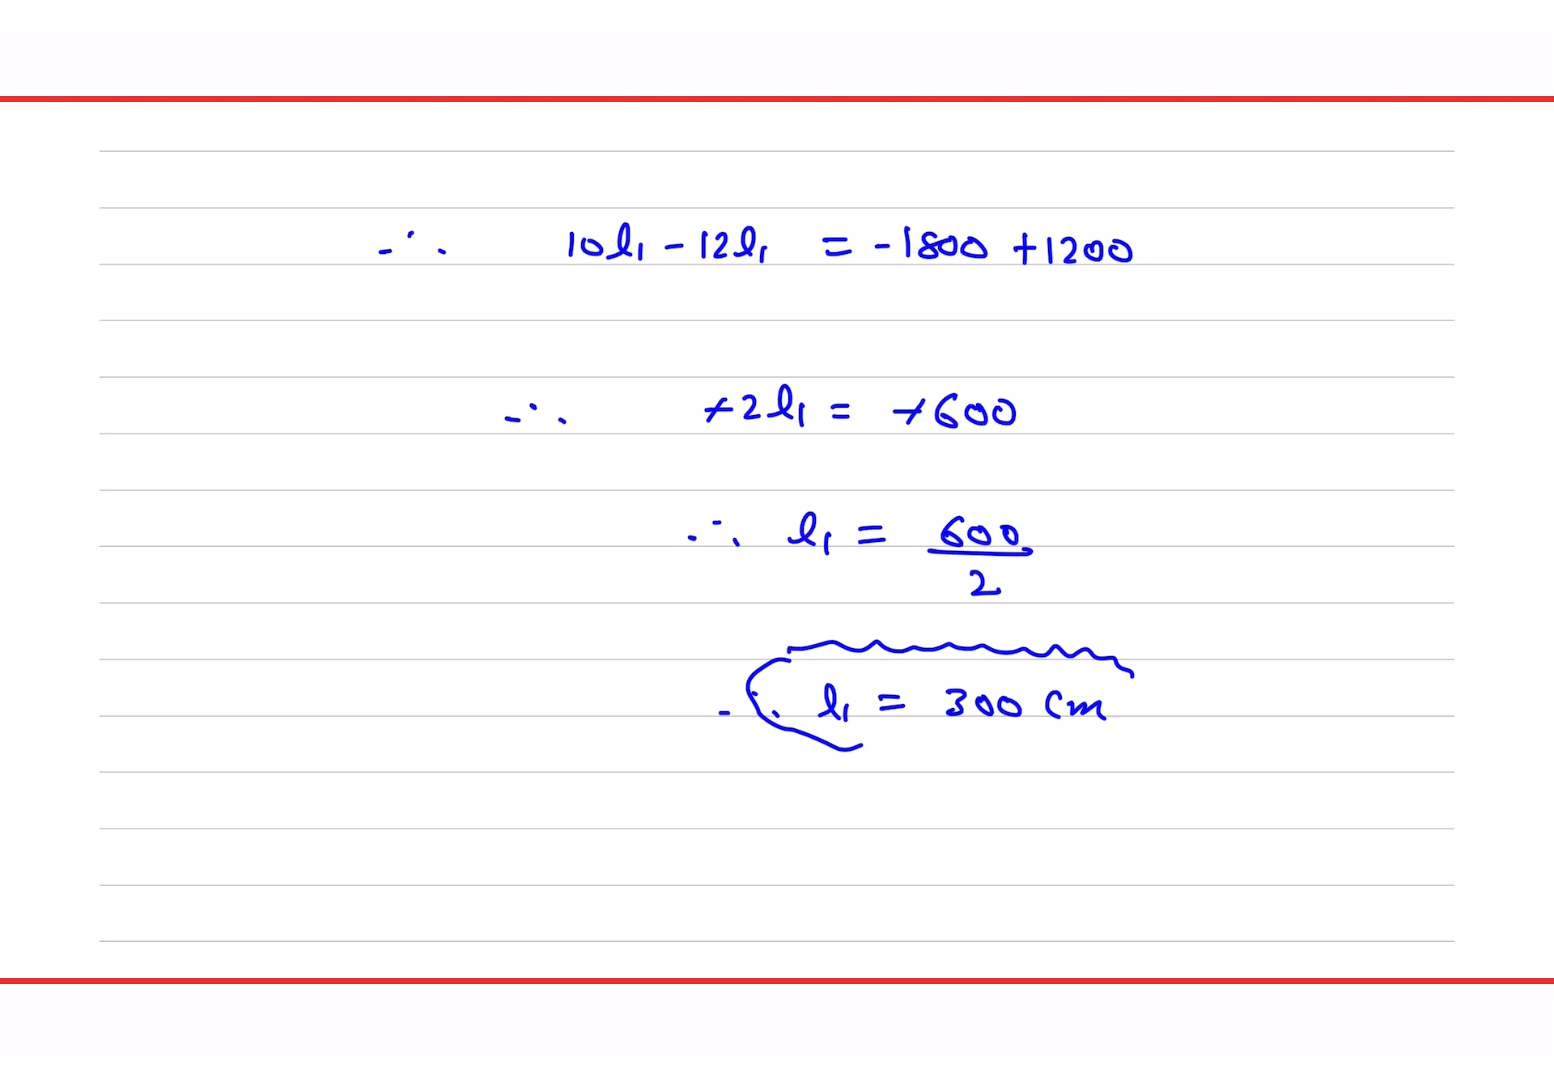 ∴ 10l₁ - 12l₁ = -1800 + 1200
∴ +2l₁ = +600
∴ l₁ = 600/2
∴ l₁ = 300 cm